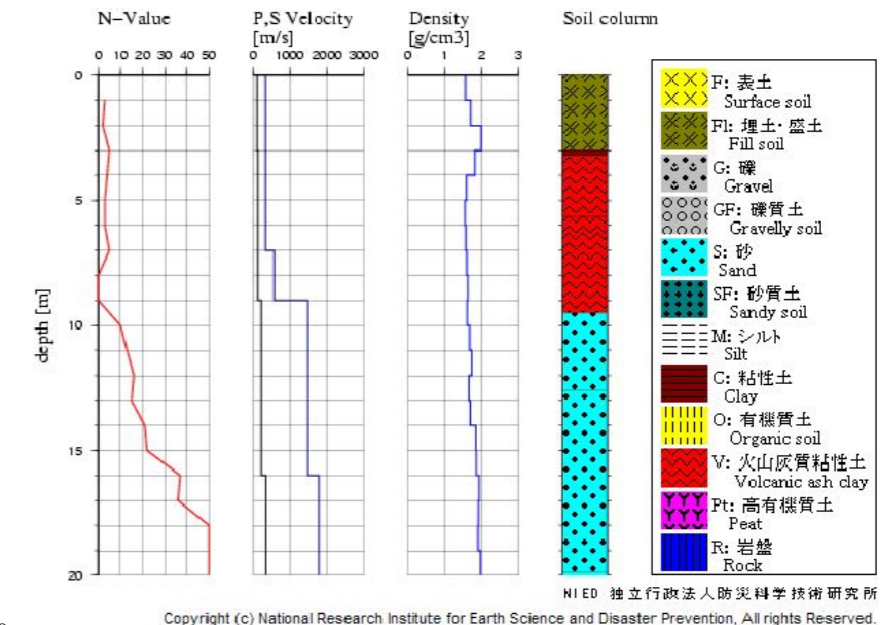 N-Value
P,S Velocity
[m/s]
Density
[g/cm3]
Soil column
0 10 20 30 40 50
0 1000 2000 3000
0 1 2 3
0
5
10
15
20
depth [m]
F: 表土
Surface soil
Fl: 埋土・盛土
Fill soil
G: 礫
Gravel
GF: 礫質土
Gravelly soil
S: 砂
Sand
SF: 砂質土
Sandy soil
M: シルト
Silt
C: 粘性土
Clay
O: 有機質土
Organic soil
V: 火山灰質粘性土
Volcanic ash clay
Pt: 高有機質土
Peat
R: 岩盤
Rock
NIED 独立行政法人防災科学技術研究所
Copyright (c) National Research Institute for Earth Science and Disaster Prevention, All rights Reserved.